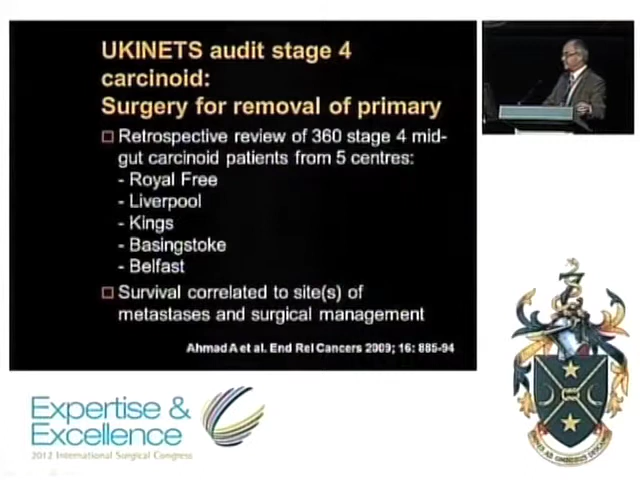 UKINETS audit stage 4
carcinoid:
Surgery for removal of primary
Retrospective review of 360 stage 4 mid-
gut carcinoid patients from 5 centres:
- Royal Free
- Liverpool
- Kings
- Basingstoke
- Belfast
Survival correlated to site(s) of
metastases and surgical management
Ahmad A et al. End Rel Cancers 2009; 16: 885-94
Expertise &
Excellence
2012 International Surgical Congress